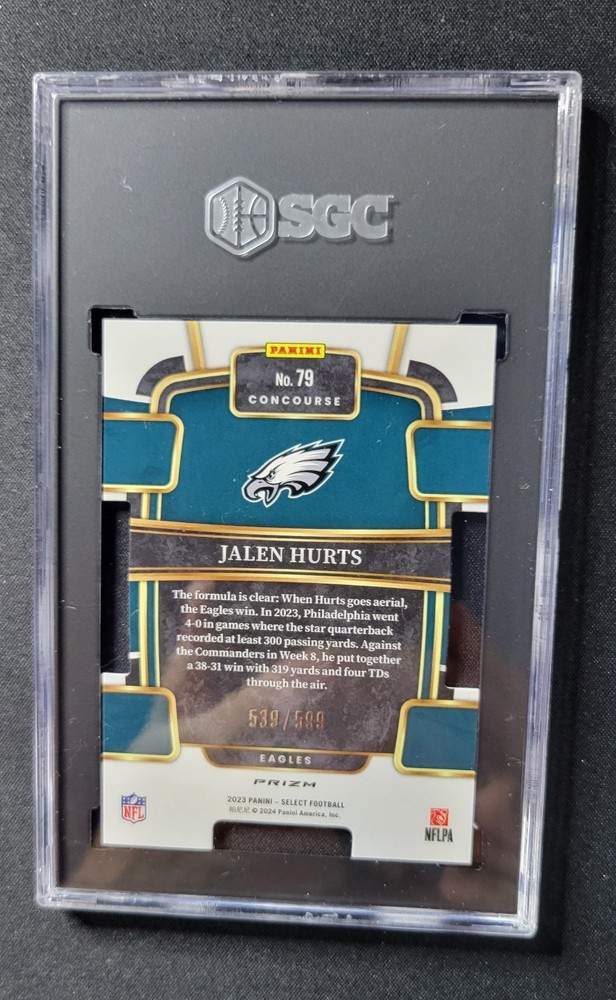 SGC
PANINI
No. 79
CONCOURSE
JALEN HURTS
The formula is clear: When Hurts goes aerial,
the Eagles win. In 2023, Philadelphia went
4-0 in games where the star quarterback
recorded at least 300 passing yards. Against
the Commanders in Week 8, he put together
a 38-31 win with 319 yards and four TDs
through the air.
539/599
EAGLES
PRIZM
2023 PANINI – SELECT FOOTBALL
© 2024 Panini America, Inc.
NFL
NFLPA